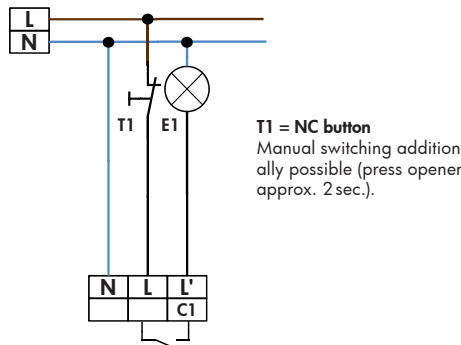 L
N
T1 E1
T1 = NC button
Manual switching addition
ally possible (press opener
approx. 2 sec.).
N L L'
C1